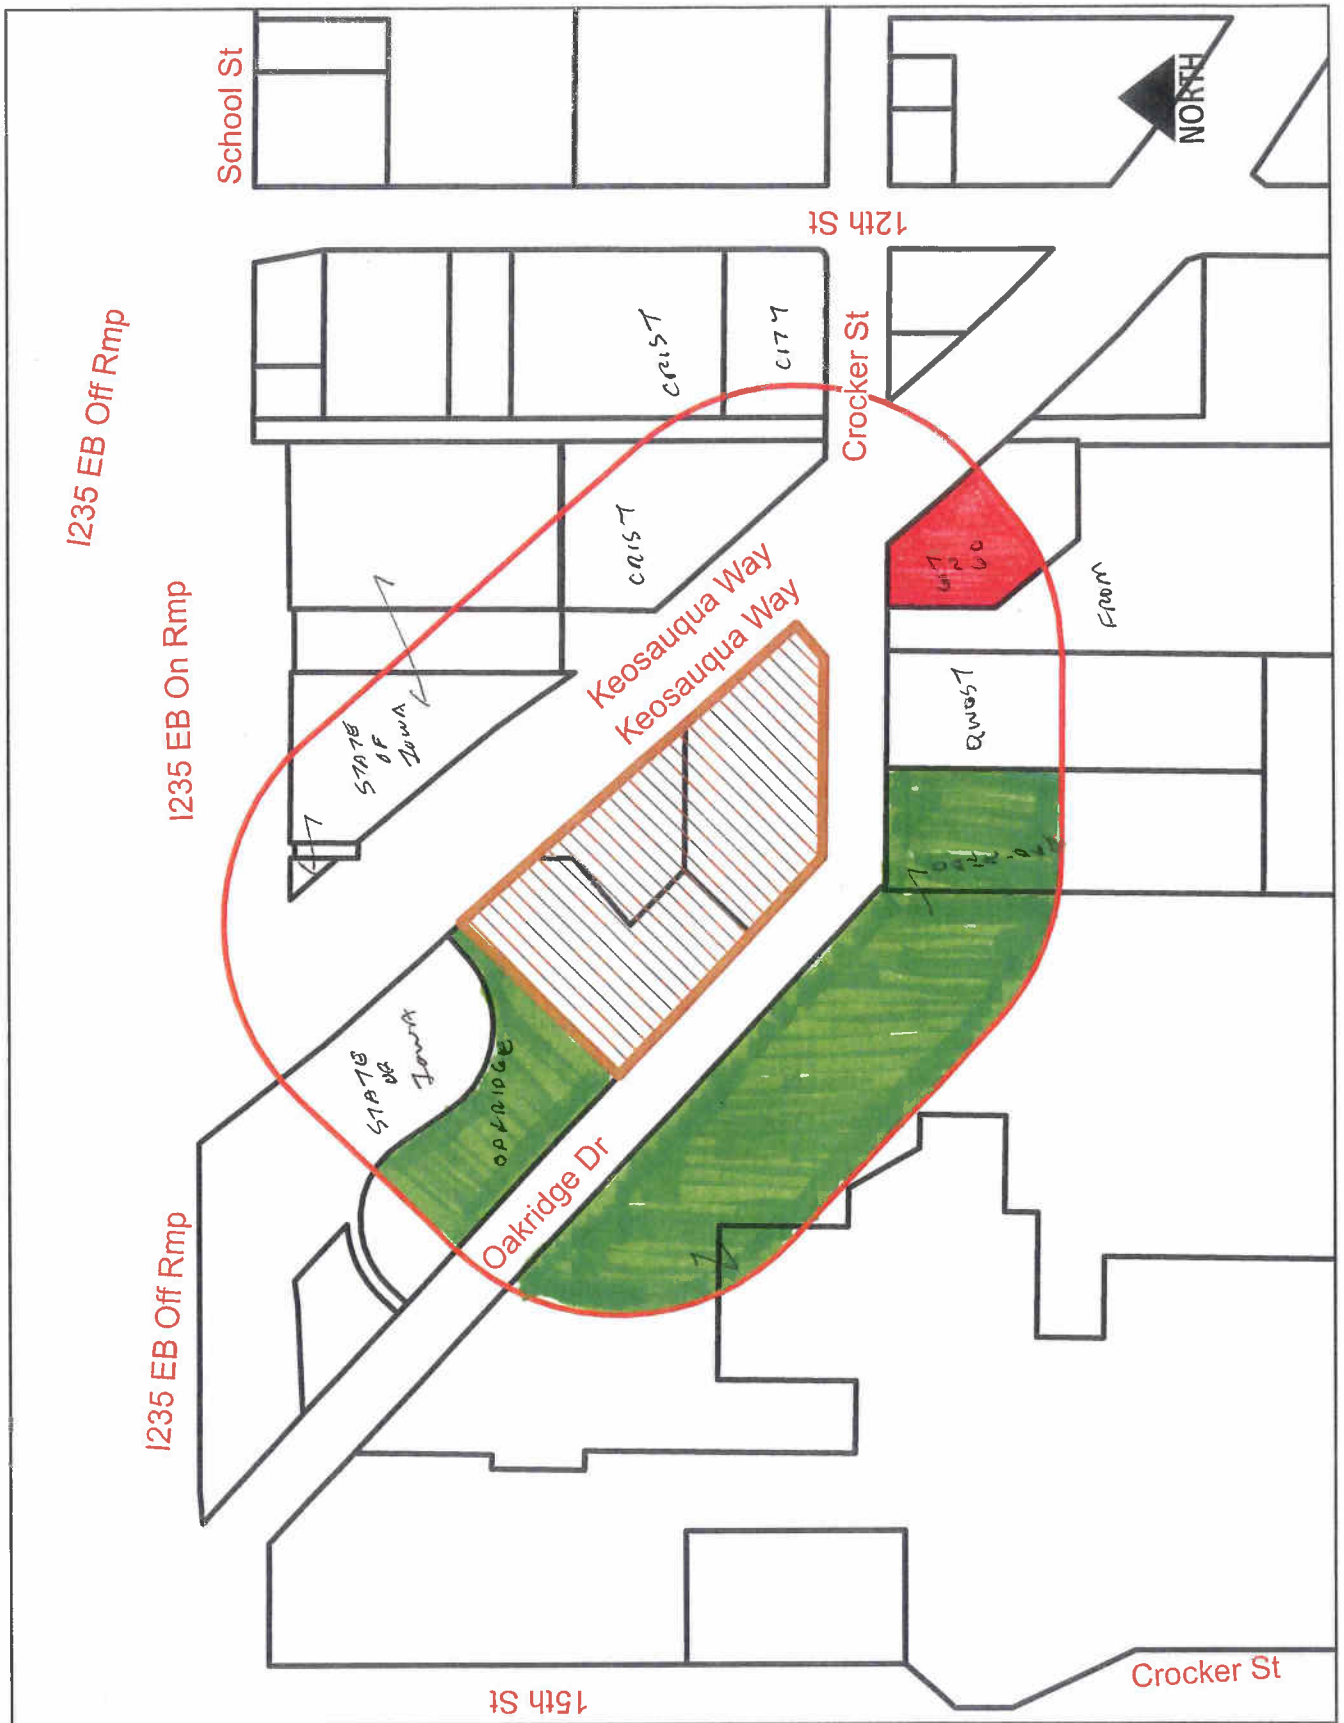 School St
NORTH
12th St
I235 EB Off Rmp
CRIST
CITY
Crocker St
CRIST
I235 EB On Rmp
Keosauqua Way
Keosauqua Way
FROM
STATE
OF
IOWA
QWEST
STATE
OF
IOWA
OAKRIDGE
Oakridge Dr
I235 EB Off Rmp
15th St
Crocker St